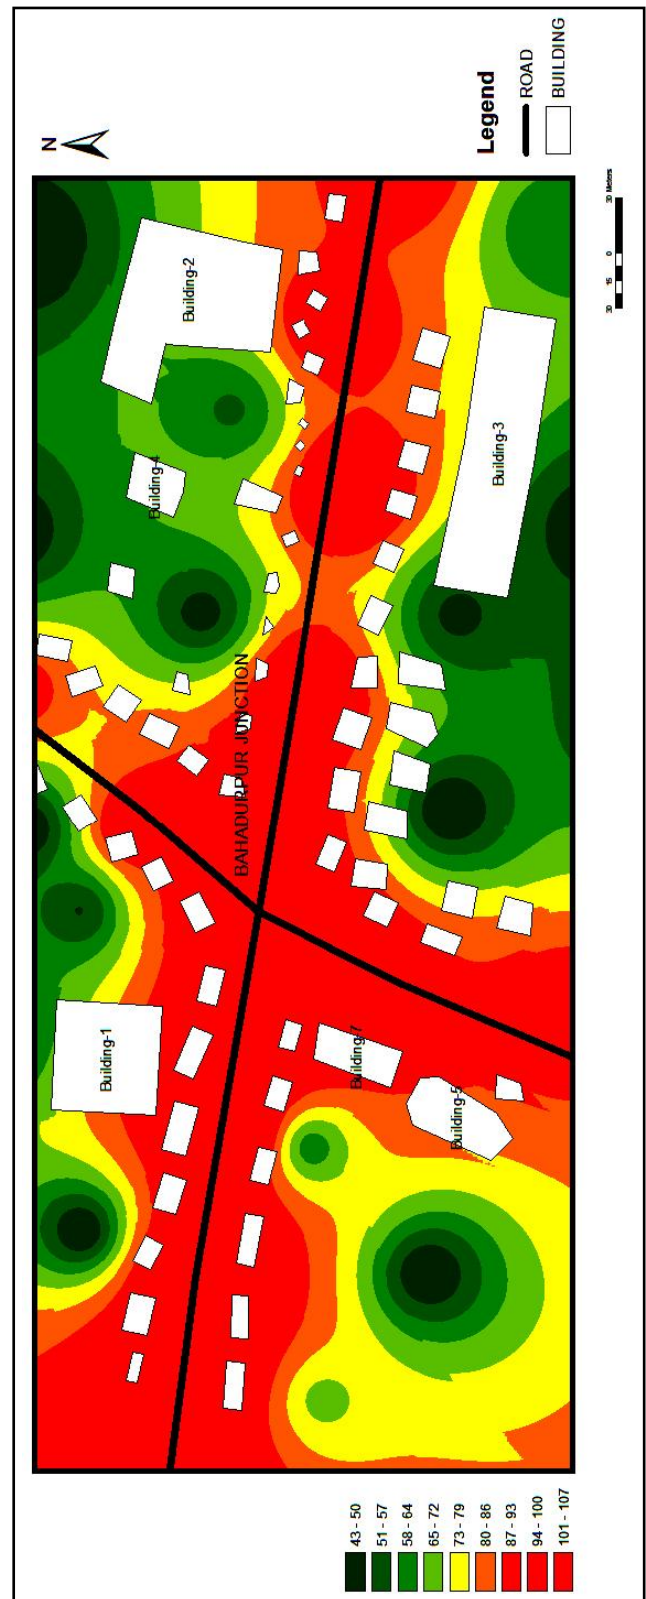 N
Legend
ROAD
BUILDING
30 15 0 30 Meters
Building-2
Building-4
Building-3
BAHADURPUR JUNCTION
Building-1
Building-7
Building-5
43 - 50
51 - 57
58 - 64
65 - 72
73 - 79
80 - 86
87 - 93
94 - 100
101 - 107